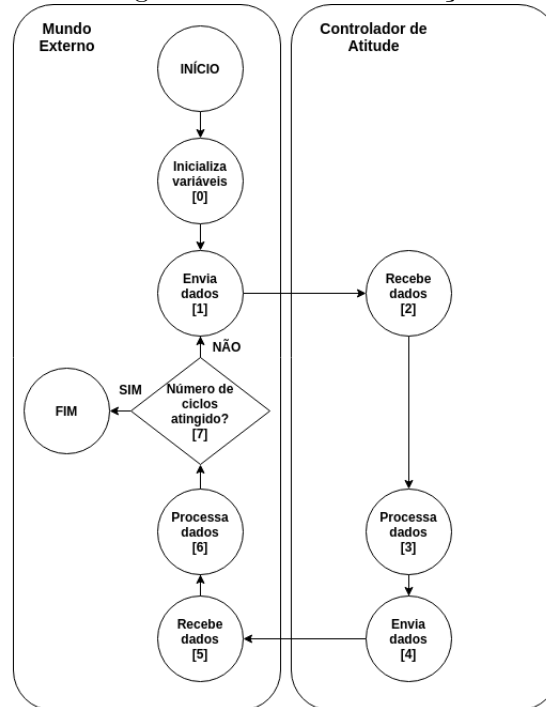 Mundo
Externo
Controlador de
Atitude
INÍCIO
Inicializa
variáveis
[0]
Envia
dados
[1]
Recebe
dados
[2]
NÃO
SIM
FIM
Número de
ciclos
atingido?
[7]
Processa
dados
[6]
Processa
dados
[3]
Recebe
dados
[5]
Envia
dados
[4]